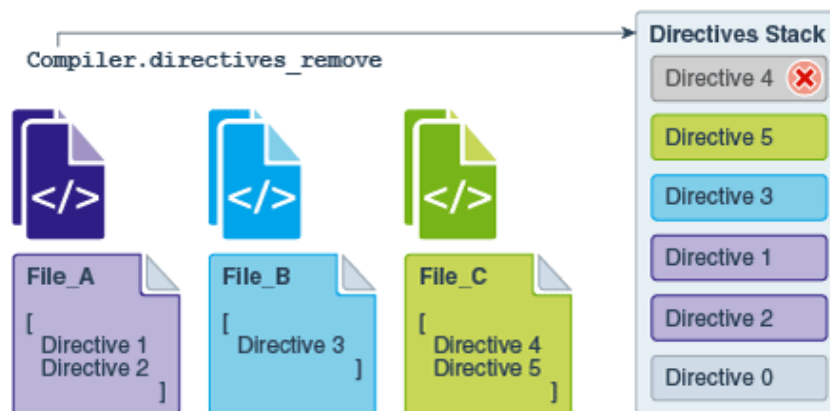 Compiler.directives_remove
Directives Stack
Directive 4
Directive 5
Directive 3
Directive 1
Directive 2
Directive 0
</>
</>
</>
File_A
[
Directive 1
Directive 2
]
File_B
[
Directive 3
]
File_C
[
Directive 4
Directive 5
]